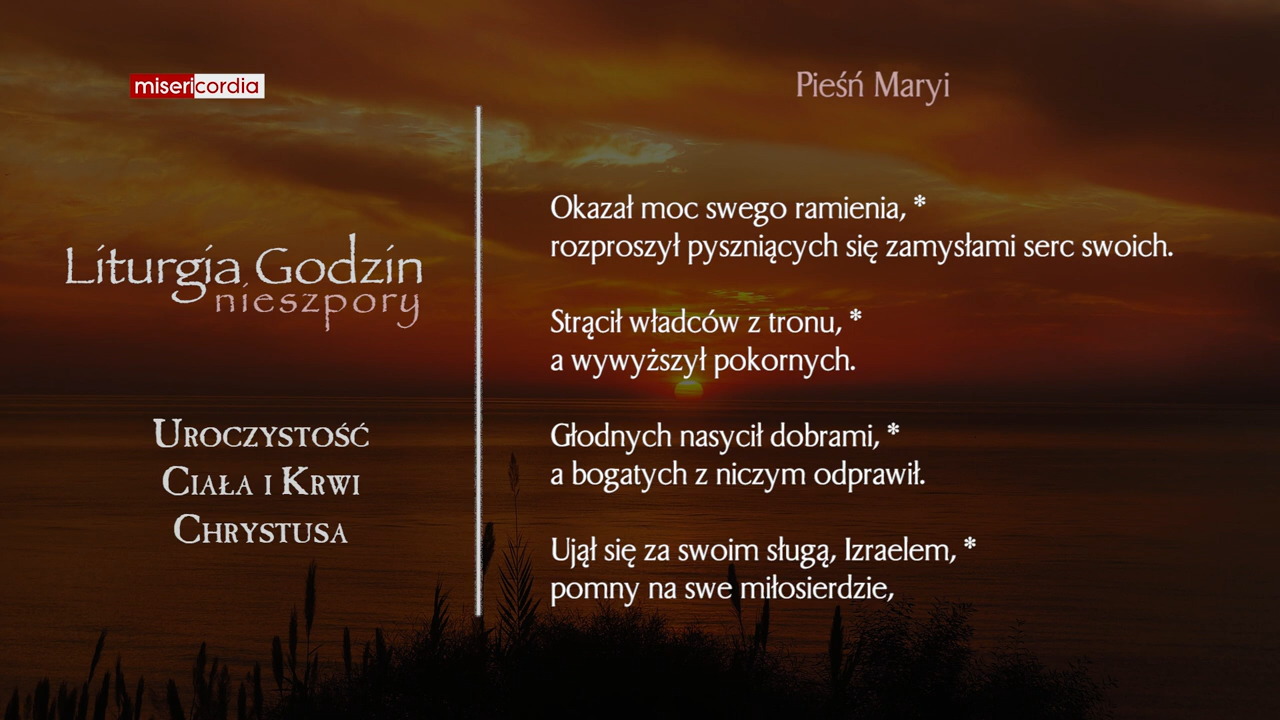 misericordia
Liturgia Godzin
nieszpory
Uroczystość
Ciała i Krwi
Chrystusa
Pieśń Maryi
Okazał moc swego ramienia, *
rozproszył pyszniących się zamysłami serc swoich.
Strącił władców z tronu, *
a wywyższył pokornych.
Głodnych nasycił dobrami, *
a bogatych z niczym odprawił.
Ujął się za swoim sługą, Izraelem, *
pomny na swe miłosierdzie,